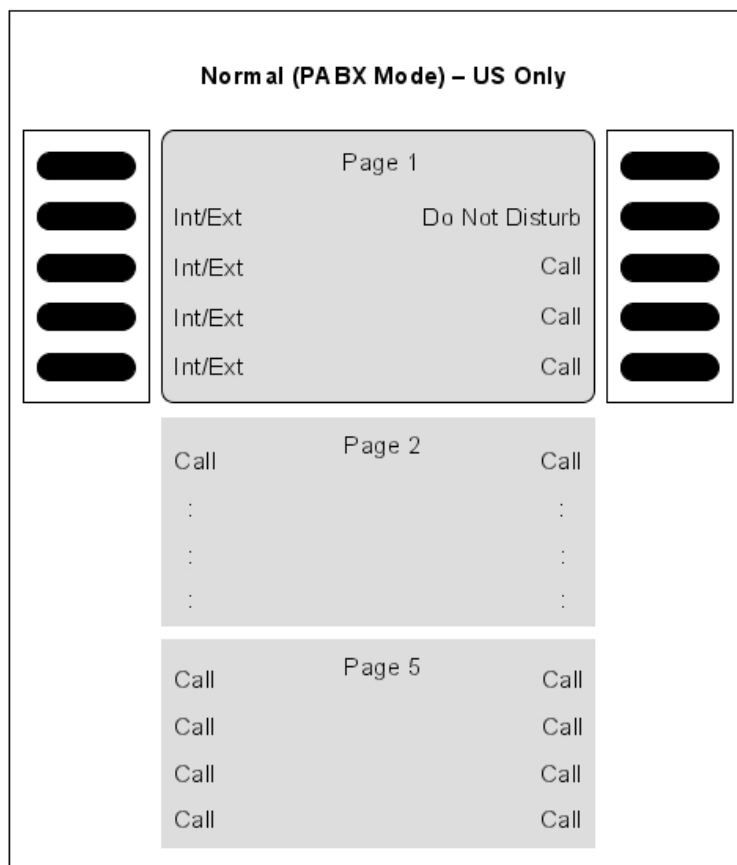 Normal (PABX Mode) – US Only
Page 1
Int/Ext Do Not Disturb
Int/Ext Call
Int/Ext Call
Int/Ext Call
Page 2
Call Call
: :
: :
: :
Page 5
Call Call
Call Call
Call Call
Call Call